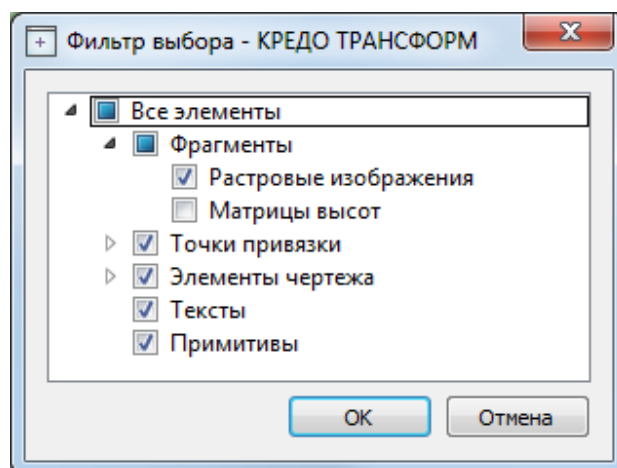 Фильтр выбора - КРЕДО ТРАНСФОРМ
Все элементы
Фрагменты
Растровые изображения
Матрицы высот
Точки привязки
Элементы чертежа
Тексты
Примитивы
OK
Отмена